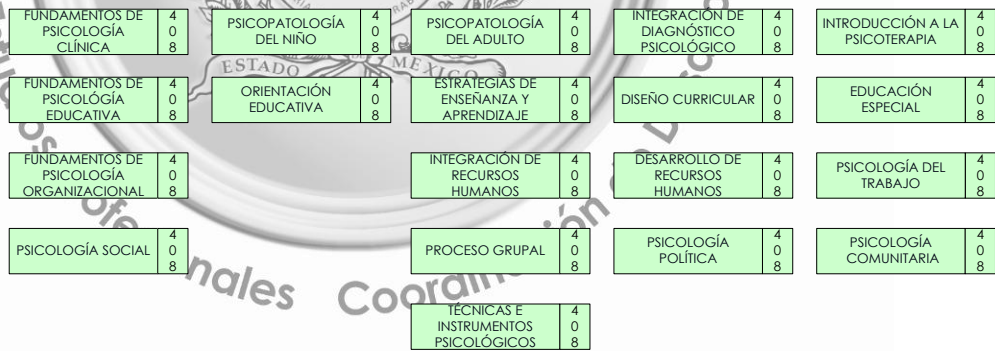 FUNDAMENTOS DE
PSICOLOGÍA
CLÍNICA
4
0
8
PSICOPATOLOGÍA
DEL NIÑO
4
0
8
PSICOPATOLOGÍA
DEL ADULTO
4
0
8
INTEGRACIÓN DE
DIAGNÓSTICO
PSICOLÓGICO
4
0
8
INTRODUCCIÓN A LA
PSICOTERAPIA
4
0
8
ESTADO
MEXICO
FUNDAMENTOS DE
PSICOLÓGÍA
EDUCATIVA
4
0
8
ORIENTACIÓN
EDUCATIVA
4
0
8
ESTRATEGIAS DE
ENSEÑANZA Y
APRENDIZAJE
4
0
8
DISEÑO CURRICULAR
4
0
8
EDUCACIÓN
ESPECIAL
4
0
8
FUNDAMENTOS DE
PSICOLOGÍA
ORGANIZACIONAL
4
0
8
INTEGRACIÓN DE
RECURSOS
HUMANOS
4
0
8
DESARROLLO DE
RECURSOS
HUMANOS
4
0
8
PSICOLOGÍA DEL
TRABAJO
4
0
8
PSICOLOGÍA SOCIAL
4
0
8
PROCESO GRUPAL
4
0
8
PSICOLOGÍA
POLÍTICA
4
0
8
PSICOLOGÍA
COMUNITARIA
4
0
8
TÉCNICAS E
INSTRUMENTOS
PSICOLÓGICOS
4
0
8